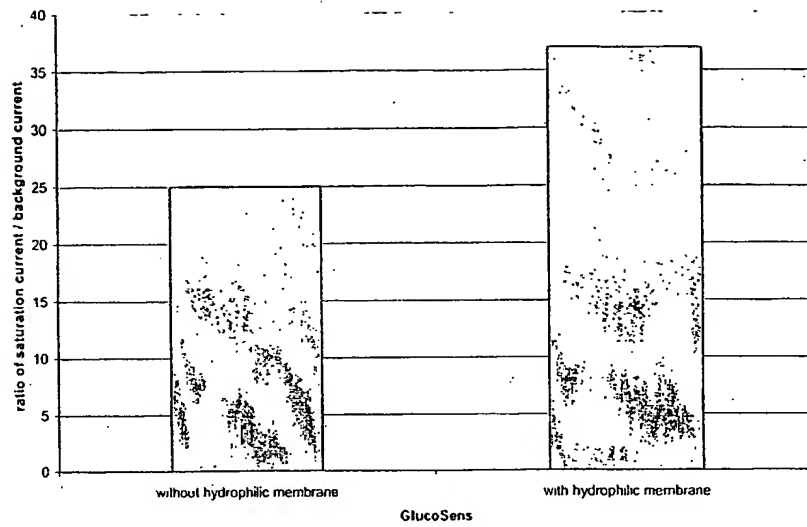 40
35
30
25
20
15
10
5
0
ratio of saturation current / background current
without hydrophilic membrane
with hydrophilic membrane
GlucoSens